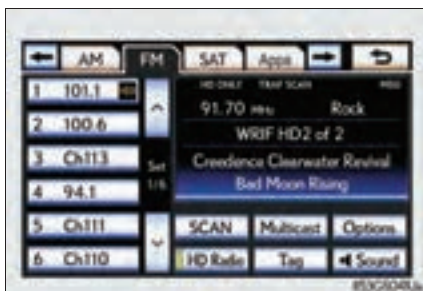 AM FM SAT Apps
1 101.1 HD
HD ONLY TRAF SCAN
91.70 MHz Rock
2 100.6
WRIF HD2 of 2
3 Ch113
Set
Creedence Clearwater Revival
4 94.1
1/6
Bad Moon Rising
5 Ch111
SCAN Multicast Options
6 Ch110
HD Radio Tag Sound